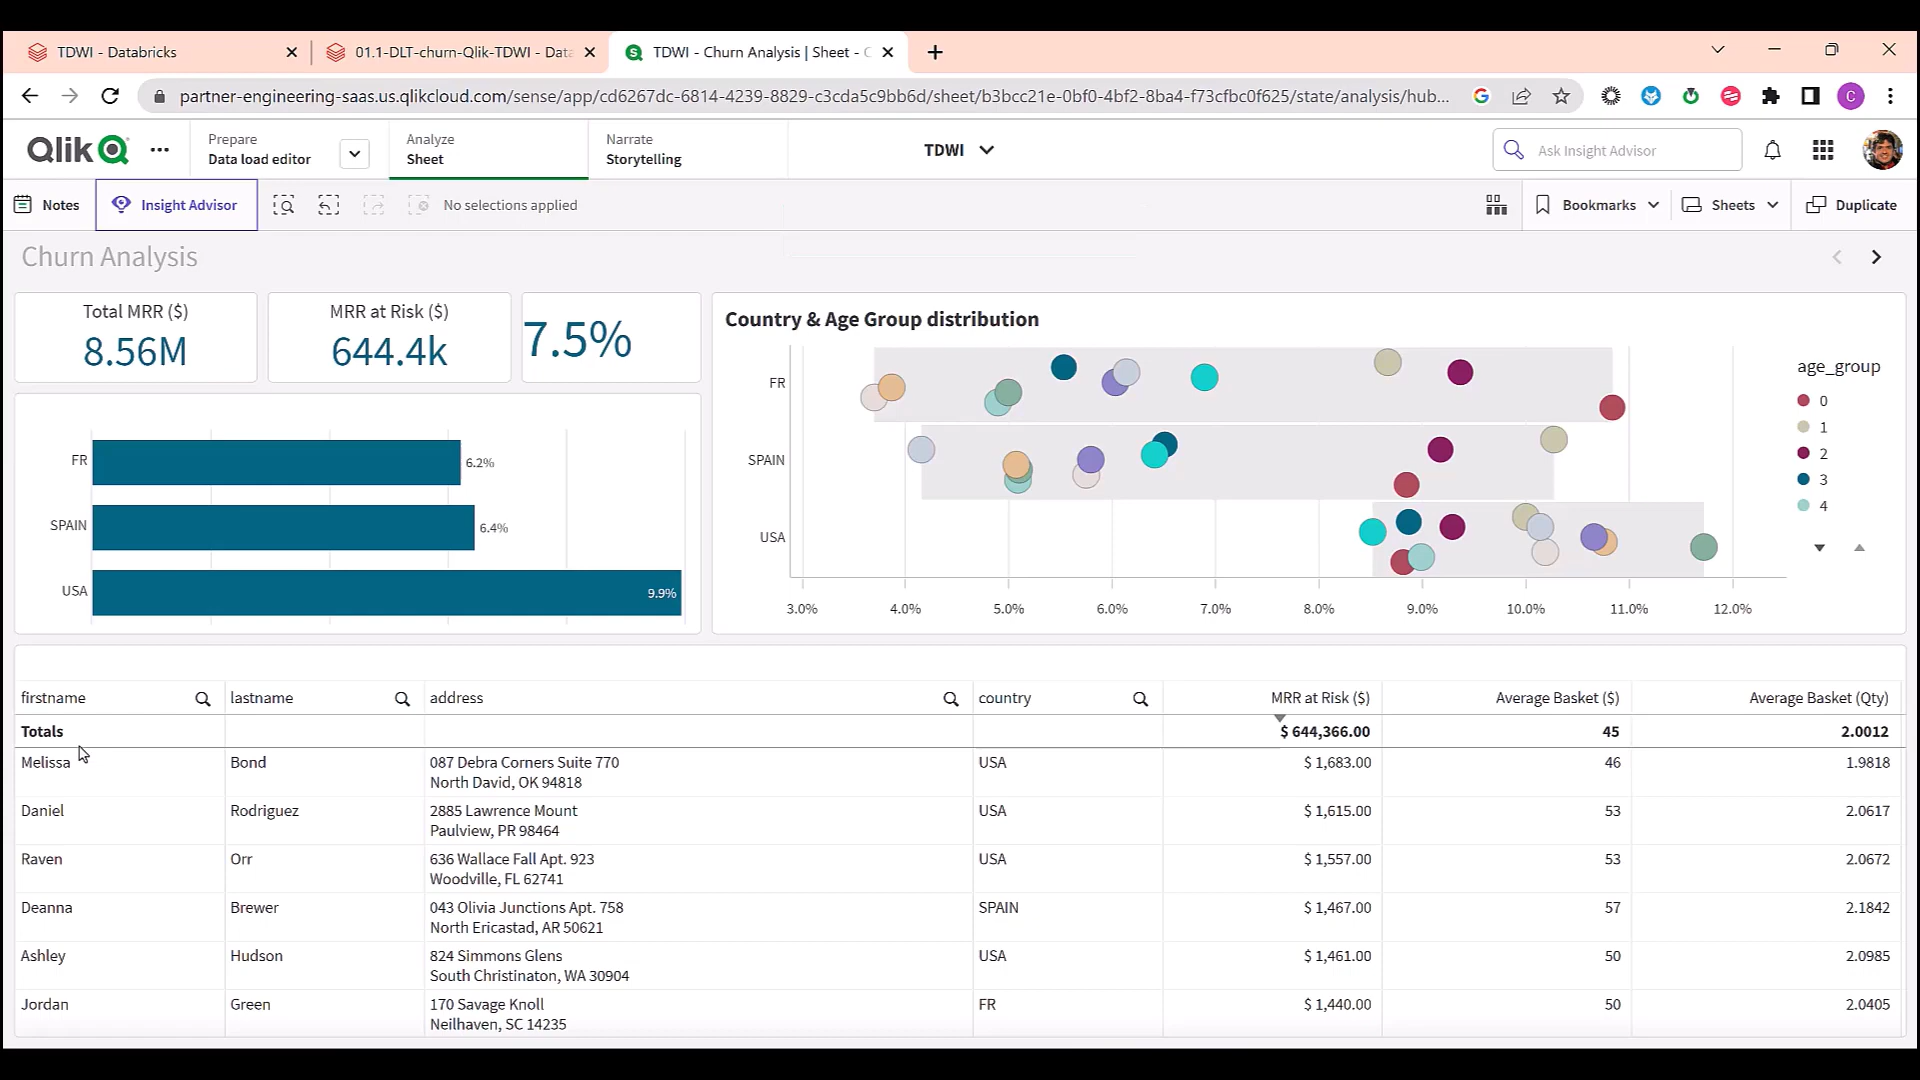 TDWI - Databricks
01.1-DLT-churn-Qlik-TDWI - Data
TDWI - Churn Analysis | Sheet -
partner-engineering-saas.us.qlikcloud.com/sense/app/cd6267dc-6814-4239-8829-c3cda5c9bb6d/sheet/b3bcc21e-0bf0-4bf2-8ba4-f73cfbc0f625/state/analysis/hub...
C
Qlik
Prepare
Data load editor
Analyze
Sheet
Narrate
Storytelling
TDWI
Ask Insight Advisor
Notes
Insight Advisor
No selections applied
Bookmarks
Sheets
Duplicate
Churn Analysis
Total MRR ($)
8.56M
MRR at Risk ($)
644.4k
7.5%
FR
6.2%
SPAIN
6.4%
USA
9.9%
Country & Age Group distribution
FR
SPAIN
USA
3.0% 4.0% 5.0% 6.0% 7.0% 8.0% 9.0% 10.0% 11.0% 12.0%
age_group
0
1
2
3
4
firstname lastname address country MRR at Risk ($) Average Basket ($) Average Basket (Qty)
Totals $ 644,366.00 45 2.0012
Melissa Bond 087 Debra Corners Suite 770 USA $ 1,683.00 46 1.9818
North David, OK 94818
Daniel Rodriguez 2885 Lawrence Mount USA $ 1,615.00 53 2.0617
Paulview, PR 98464
Raven Orr 636 Wallace Fall Apt. 923 USA $ 1,557.00 53 2.0672
Woodville, FL 62741
Deanna Brewer 043 Olivia Junctions Apt. 758 SPAIN $ 1,467.00 57 2.1842
North Ericastad, AR 50621
Ashley Hudson 824 Simmons Glens USA $ 1,461.00 50 2.0985
South Christinaton, WA 30904
Jordan Green 170 Savage Knoll FR $ 1,440.00 50 2.0405
Neilhaven, SC 14235